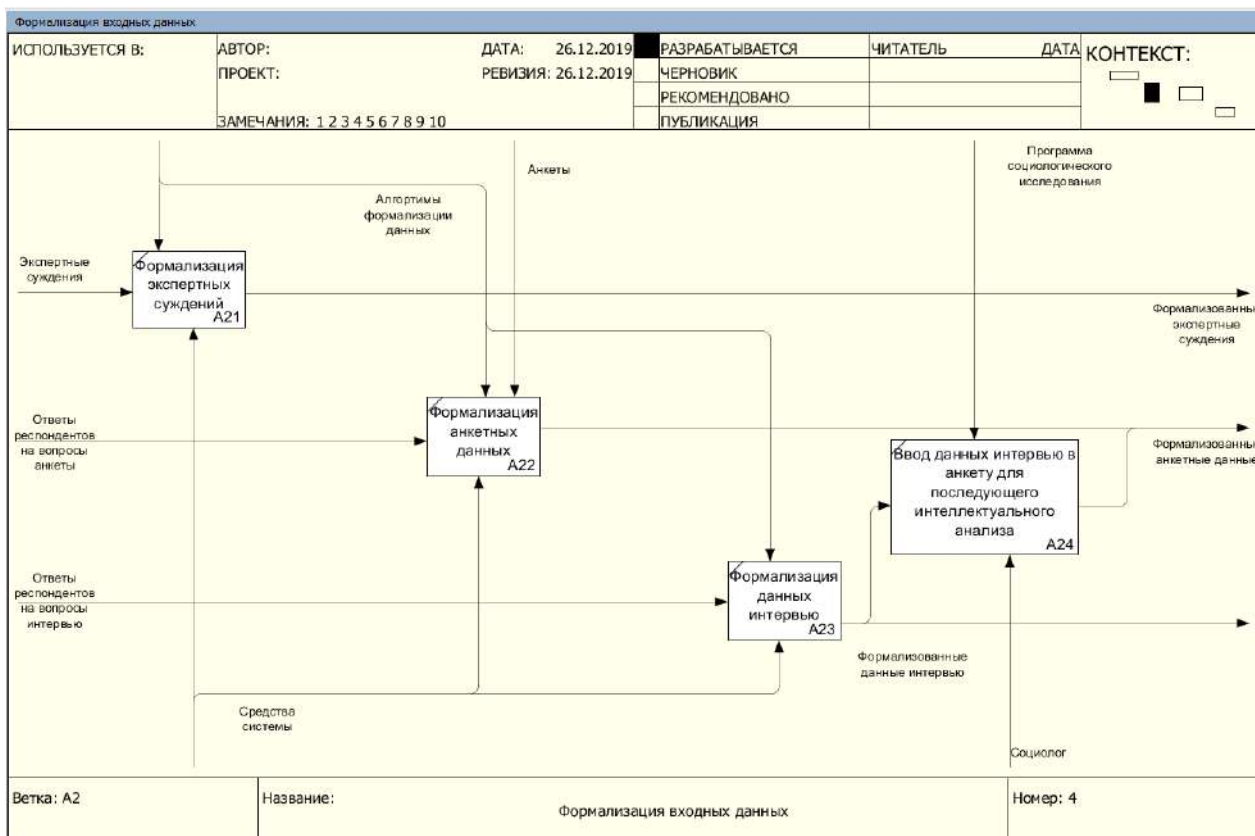 Формализация входных данных
ИСПОЛЬЗУЕТСЯ В:
АВТОР:
ДАТА: 26.12.2019
ПРОЕКТ:
РЕВИЗИЯ: 26.12.2019
ЗАМЕЧАНИЯ: 1 2 3 4 5 6 7 8 9 10
РАЗРАБАТЫВАЕТСЯ
ЧЕРНОВИК
РЕКОМЕНДОВАНО
ПУБЛИКАЦИЯ
ЧИТАТЕЛЬ
ДАТА
КОНТЕКСТ:
Анкеты
Программа
социологического
исследования
Алгортимы
формализации
данных
Экспертные
суждения
Формализация
экспертных
суждений
A21
Формализованны
экспертные
суждения
Ответы
респондентов
на вопросы
анкеты
Формализация
анкетных
данных
A22
Формализованны
анкетные данные
Ввод данных интервью в
анкету для
последующего
интеллектуального
анализа
A24
Ответы
респондентов
на вопросы
интервью
Формализация
данных
интервью
A23
Формализованные
данные интервью
Средства
системы
Социолог
Ветка: A2
Название:
Формализация входных данных
Номер: 4